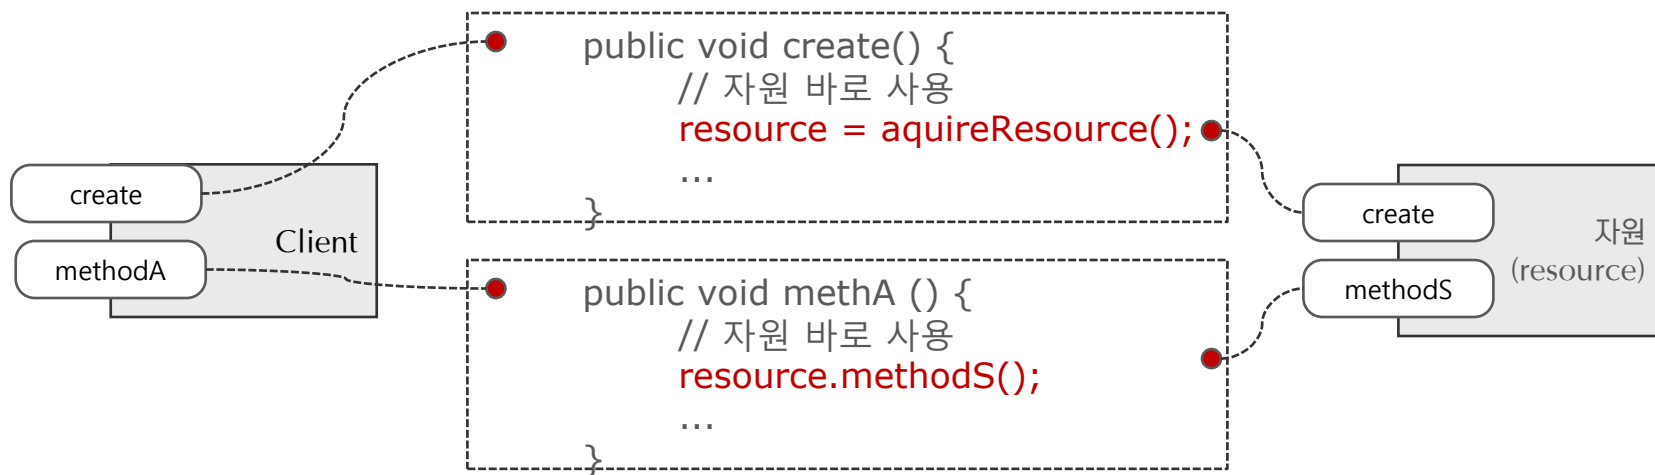 public void create() {
// 자원 바로 사용
resource = aquireResource();
...
}
create
methodA
Client
public void methA () {
// 자원 바로 사용
resource.methodS();
...
}
create
methodS
자원
(resource)